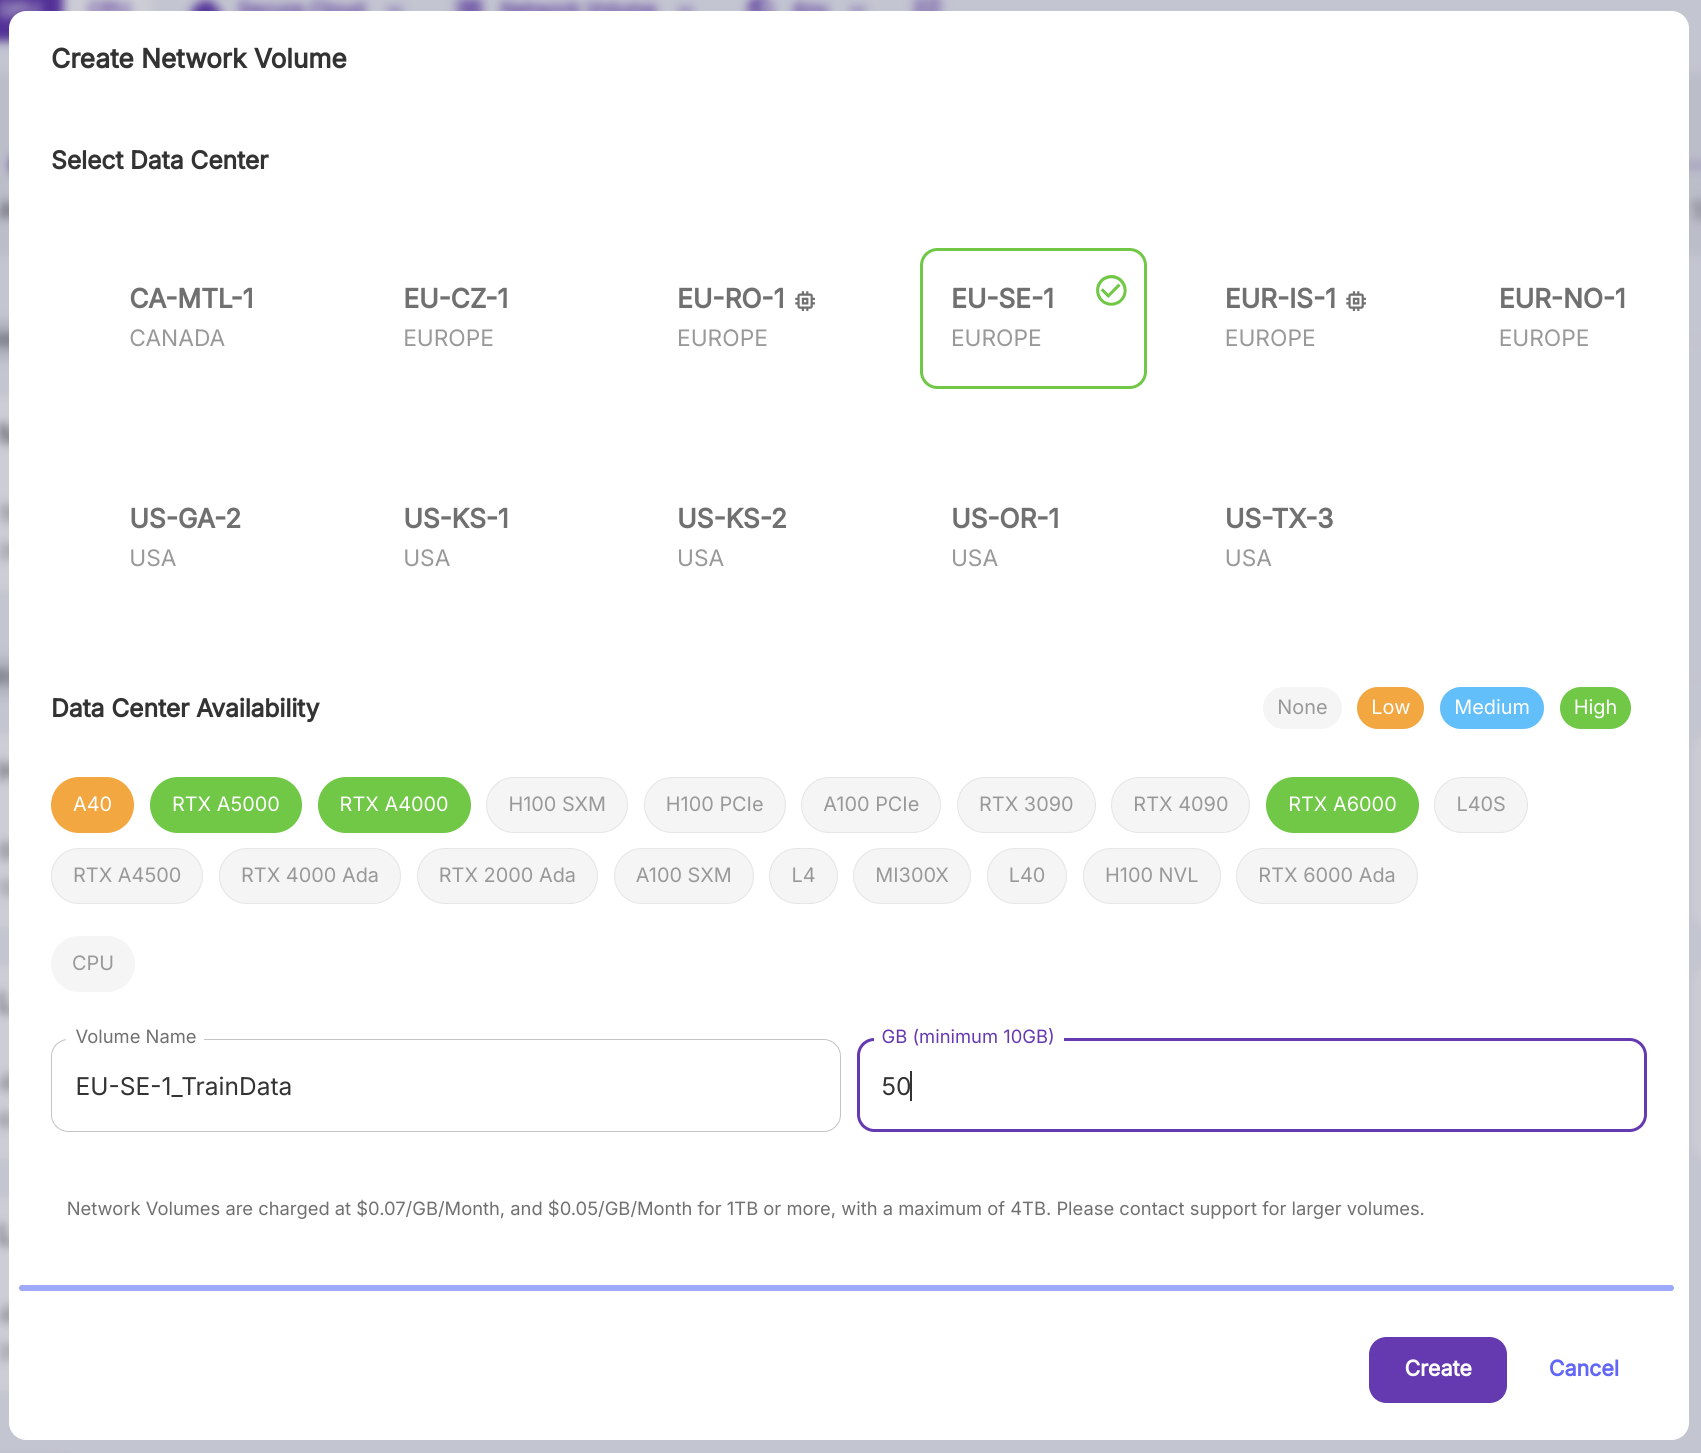 Create Network Volume
Select Data Center
CA-MTL-1 EU-CZ-1 EU-RO-1 EU-SE-1 EUR-IS-1 EUR-NO-1
CANADA EUROPE EUROPE EUROPE EUROPE EUROPE
US-GA-2 US-KS-1 US-KS-2 US-OR-1 US-TX-3
USA USA USA USA USA
Data Center Availability None Low Medium High
A40 RTX A5000 RTX A4000 H100 SXM H100 PCIe A100 PCIe RTX 3090 RTX 4090 RTX A6000 L40S
RTX A4500 RTX 4000 Ada RTX 2000 Ada A100 SXM L4 MI300X L40 H100 NVL RTX 6000 Ada
CPU
Volume Name GB (minimum 10GB)
EU-SE-1_TrainData 50
Network Volumes are charged at $0.07/GB/Month, and $0.05/GB/Month for 1TB or more, with a maximum of 4TB. Please contact support for larger volumes.
Create Cancel